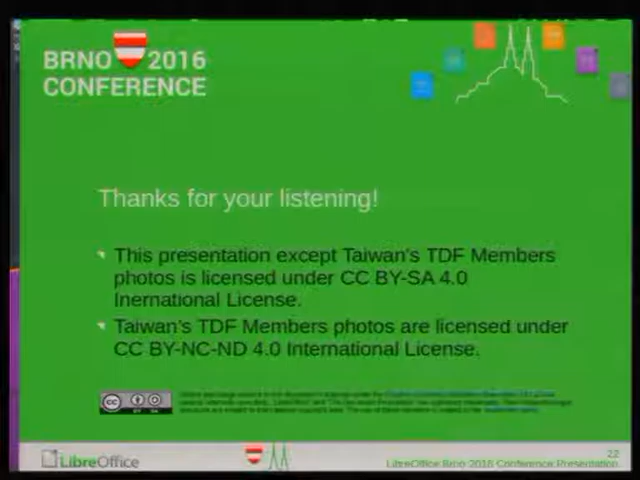 BRNO 2016
CONFERENCE
Thanks for your listening!
This presentation except Taiwan's TDF Members
photos is licensed under CC BY-SA 4.0
Inernational License.
Taiwan's TDF Members photos are licensed under
CC BY-NC-ND 4.0 International License.
cc
LibreOffice
22
LibreOffice Brno 2016 Conference Presentation